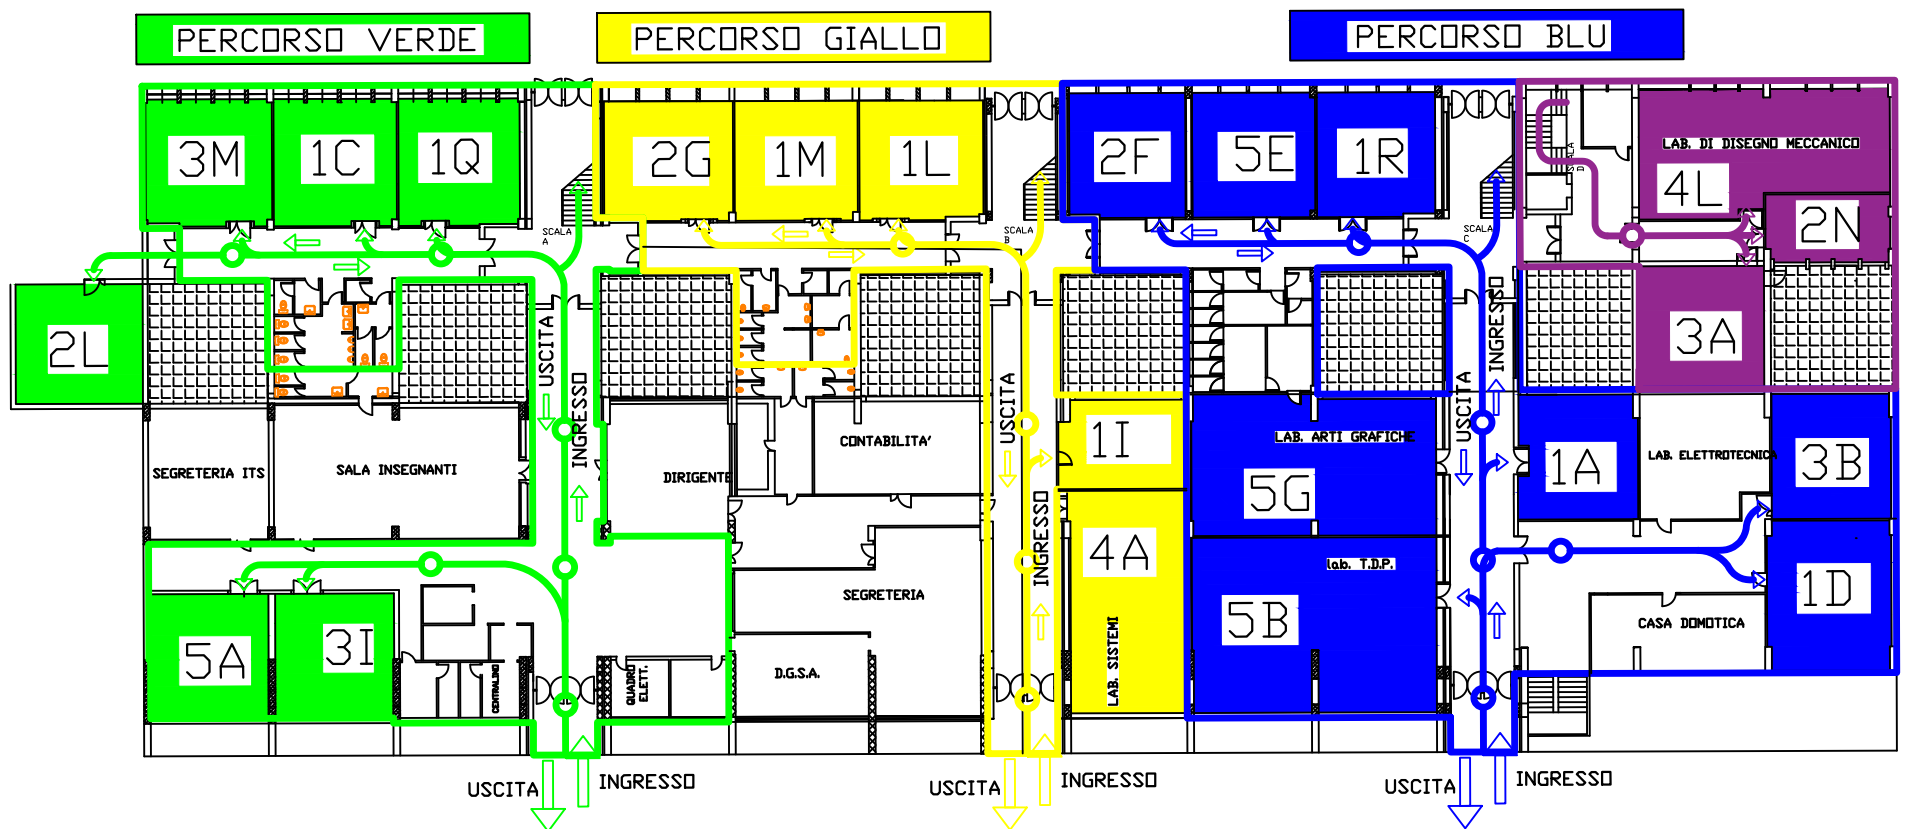 PERCORSO VERDE
PERCORSO GIALLO
PERCORSO BLU
3M
1C
1Q
2G
1M
1L
2F
5E
1R
LAB. DI DISEGNO MECCANICO
4L
2N
SCALA
A
SCALA
B
SCALA
C
SCALA
D
2L
3A
USCITA
INGRESSO
USCITA
INGRESSO
USCITA
INGRESSO
SEGRETERIA ITS
SALA INSEGNANTI
DIRIGENTE
CONTABILITA'
1I
LAB. ARTI GRAFICHE
5G
1A
LAB. ELETTROTECNICA
3B
4A
LAB. SISTEMI
lab. T.D.P.
5B
1D
CASA DOMOTICA
SEGRETERIA
5A
3I
CENTRALINO
QUADRO
ELETT.
D.G.S.A.
USCITA
INGRESSO
USCITA
INGRESSO
USCITA
INGRESSO